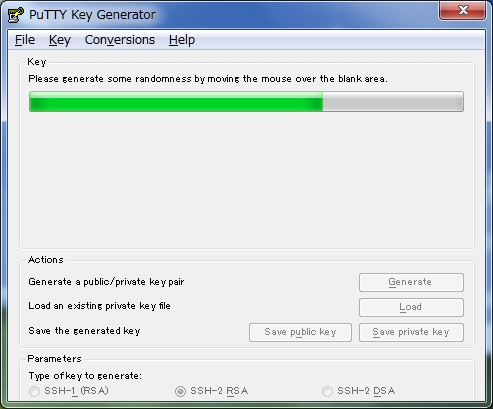 PuTTY Key Generator
File Key Conversions Help
Key
Please generate some randomness by moving the mouse over the blank area.
Actions
Generate a public/private key pair
Generate
Load an existing private key file
Load
Save the generated key
Save public key
Save private key
Parameters
Type of key to generate:
SSH-1 (RSA)
SSH-2 RSA
SSH-2 DSA